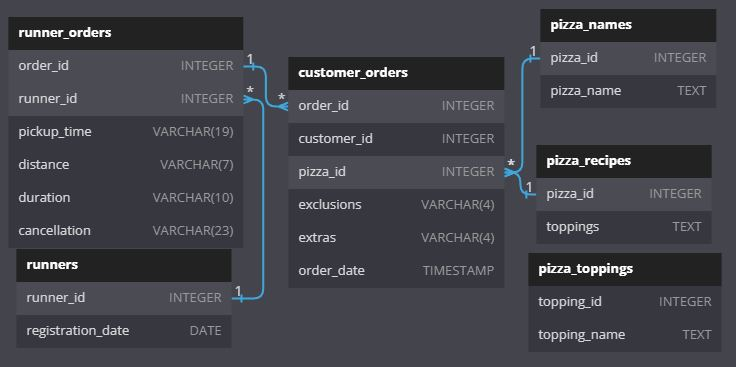 runner_orders
order_id INTEGER
runner_id INTEGER
pickup_time VARCHAR(19)
distance VARCHAR(7)
duration VARCHAR(10)
cancellation VARCHAR(23)
runners
runner_id INTEGER
registration_date DATE
1
*
1
*
customer_orders
order_id INTEGER
customer_id INTEGER
pizza_id INTEGER
exclusions VARCHAR(4)
extras VARCHAR(4)
order_date TIMESTAMP
*
1
1
pizza_names
pizza_id INTEGER
pizza_name TEXT
pizza_recipes
pizza_id INTEGER
toppings TEXT
pizza_toppings
topping_id INTEGER
topping_name TEXT